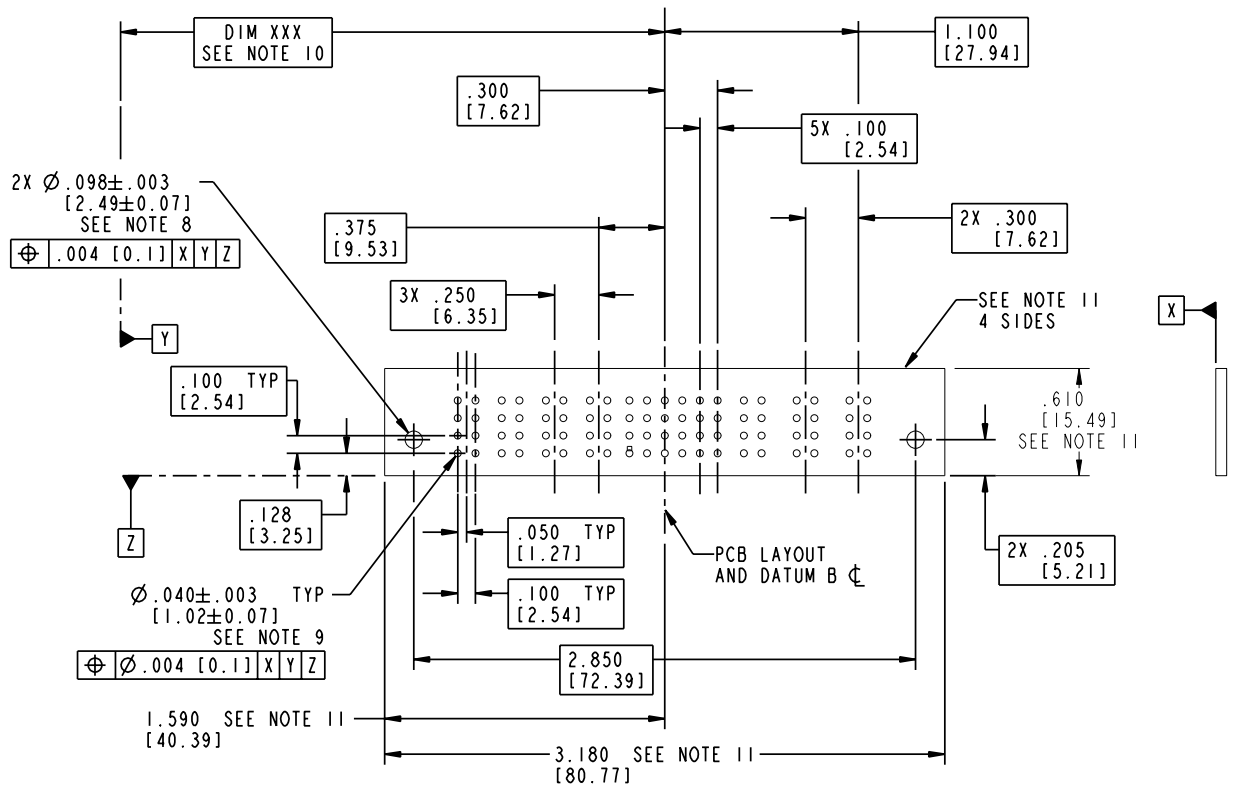 DIM XXX
SEE NOTE 10
1.100
[27.94]
.300
[7.62]
5X .100
[2.54]
2X Ø.098±.003
[2.49±0.07]
SEE NOTE 8
⌖ .004 [0.1] X Y Z
.375
[9.53]
2X .300
[7.62]
3X .250
[6.35]
SEE NOTE 11
4 SIDES
X
Y
.100 TYP
[2.54]
.610
[15.49]
SEE NOTE 11
.128
[3.25]
Z
.050 TYP
[1.27]
PCB LAYOUT
AND DATUM B ℄
2X .205
[5.21]
Ø.040±.003 TYP
[1.02±0.07]
SEE NOTE 9
⌖ Ø.004 [0.1] X Y Z
.100 TYP
[2.54]
2.850
[72.39]
1.590 SEE NOTE 11
[40.39]
3.180 SEE NOTE 11
[80.77]